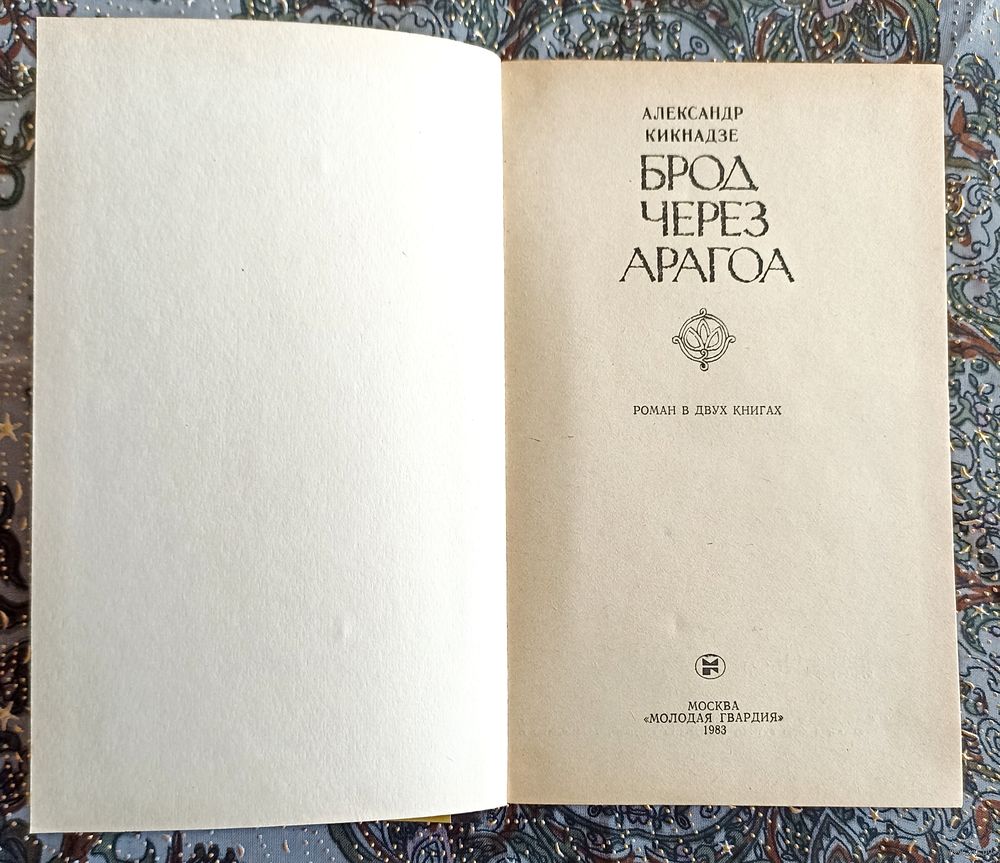 АЛЕКСАНДР
КИКНАДЗЕ
БРОД
ЧЕРЕЗ
АРАГОА
РОМАН В ДВУХ КНИГАХ
МОСКВА
«МОЛОДАЯ ГВАРДИЯ»
1983